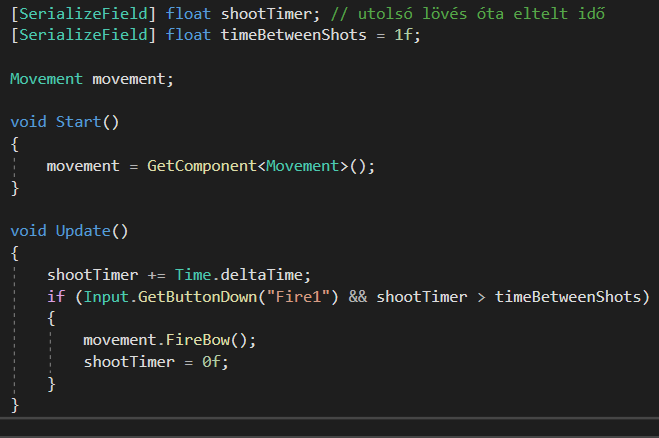 [SerializeField] float shootTimer; // utolsó lövés óta eltelt idő
[SerializeField] float timeBetweenShots = 1f;
Movement movement;
void Start()
{
movement = GetComponent<Movement>();
}
void Update()
{
shootTimer += Time.deltaTime;
if (Input.GetButtonDown("Fire1") && shootTimer > timeBetweenShots)
{
movement.FireBow();
shootTimer = 0f;
}
}